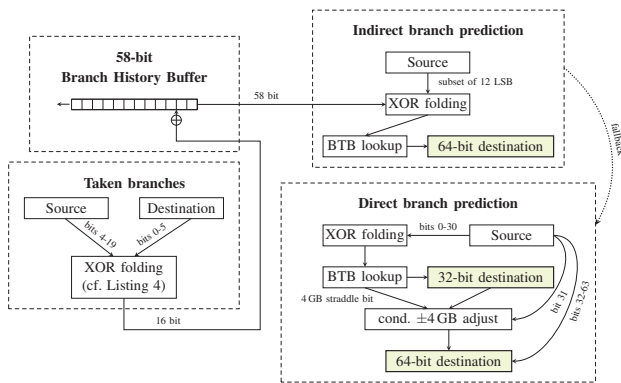 58-bit
Branch History Buffer
58 bit
Taken branches
Source
Destination
bits 4-19
bits 0-5
XOR folding
(cf. Listing 4)
16 bit
Indirect branch prediction
Source
subset of 12 LSB
XOR folding
BTB lookup
64-bit destination
fallback
Direct branch prediction
XOR folding
bits 0-30
Source
BTB lookup
32-bit destination
4 GB straddle bit
cond. ±4 GB adjust
bit 31
bits 32-63
64-bit destination